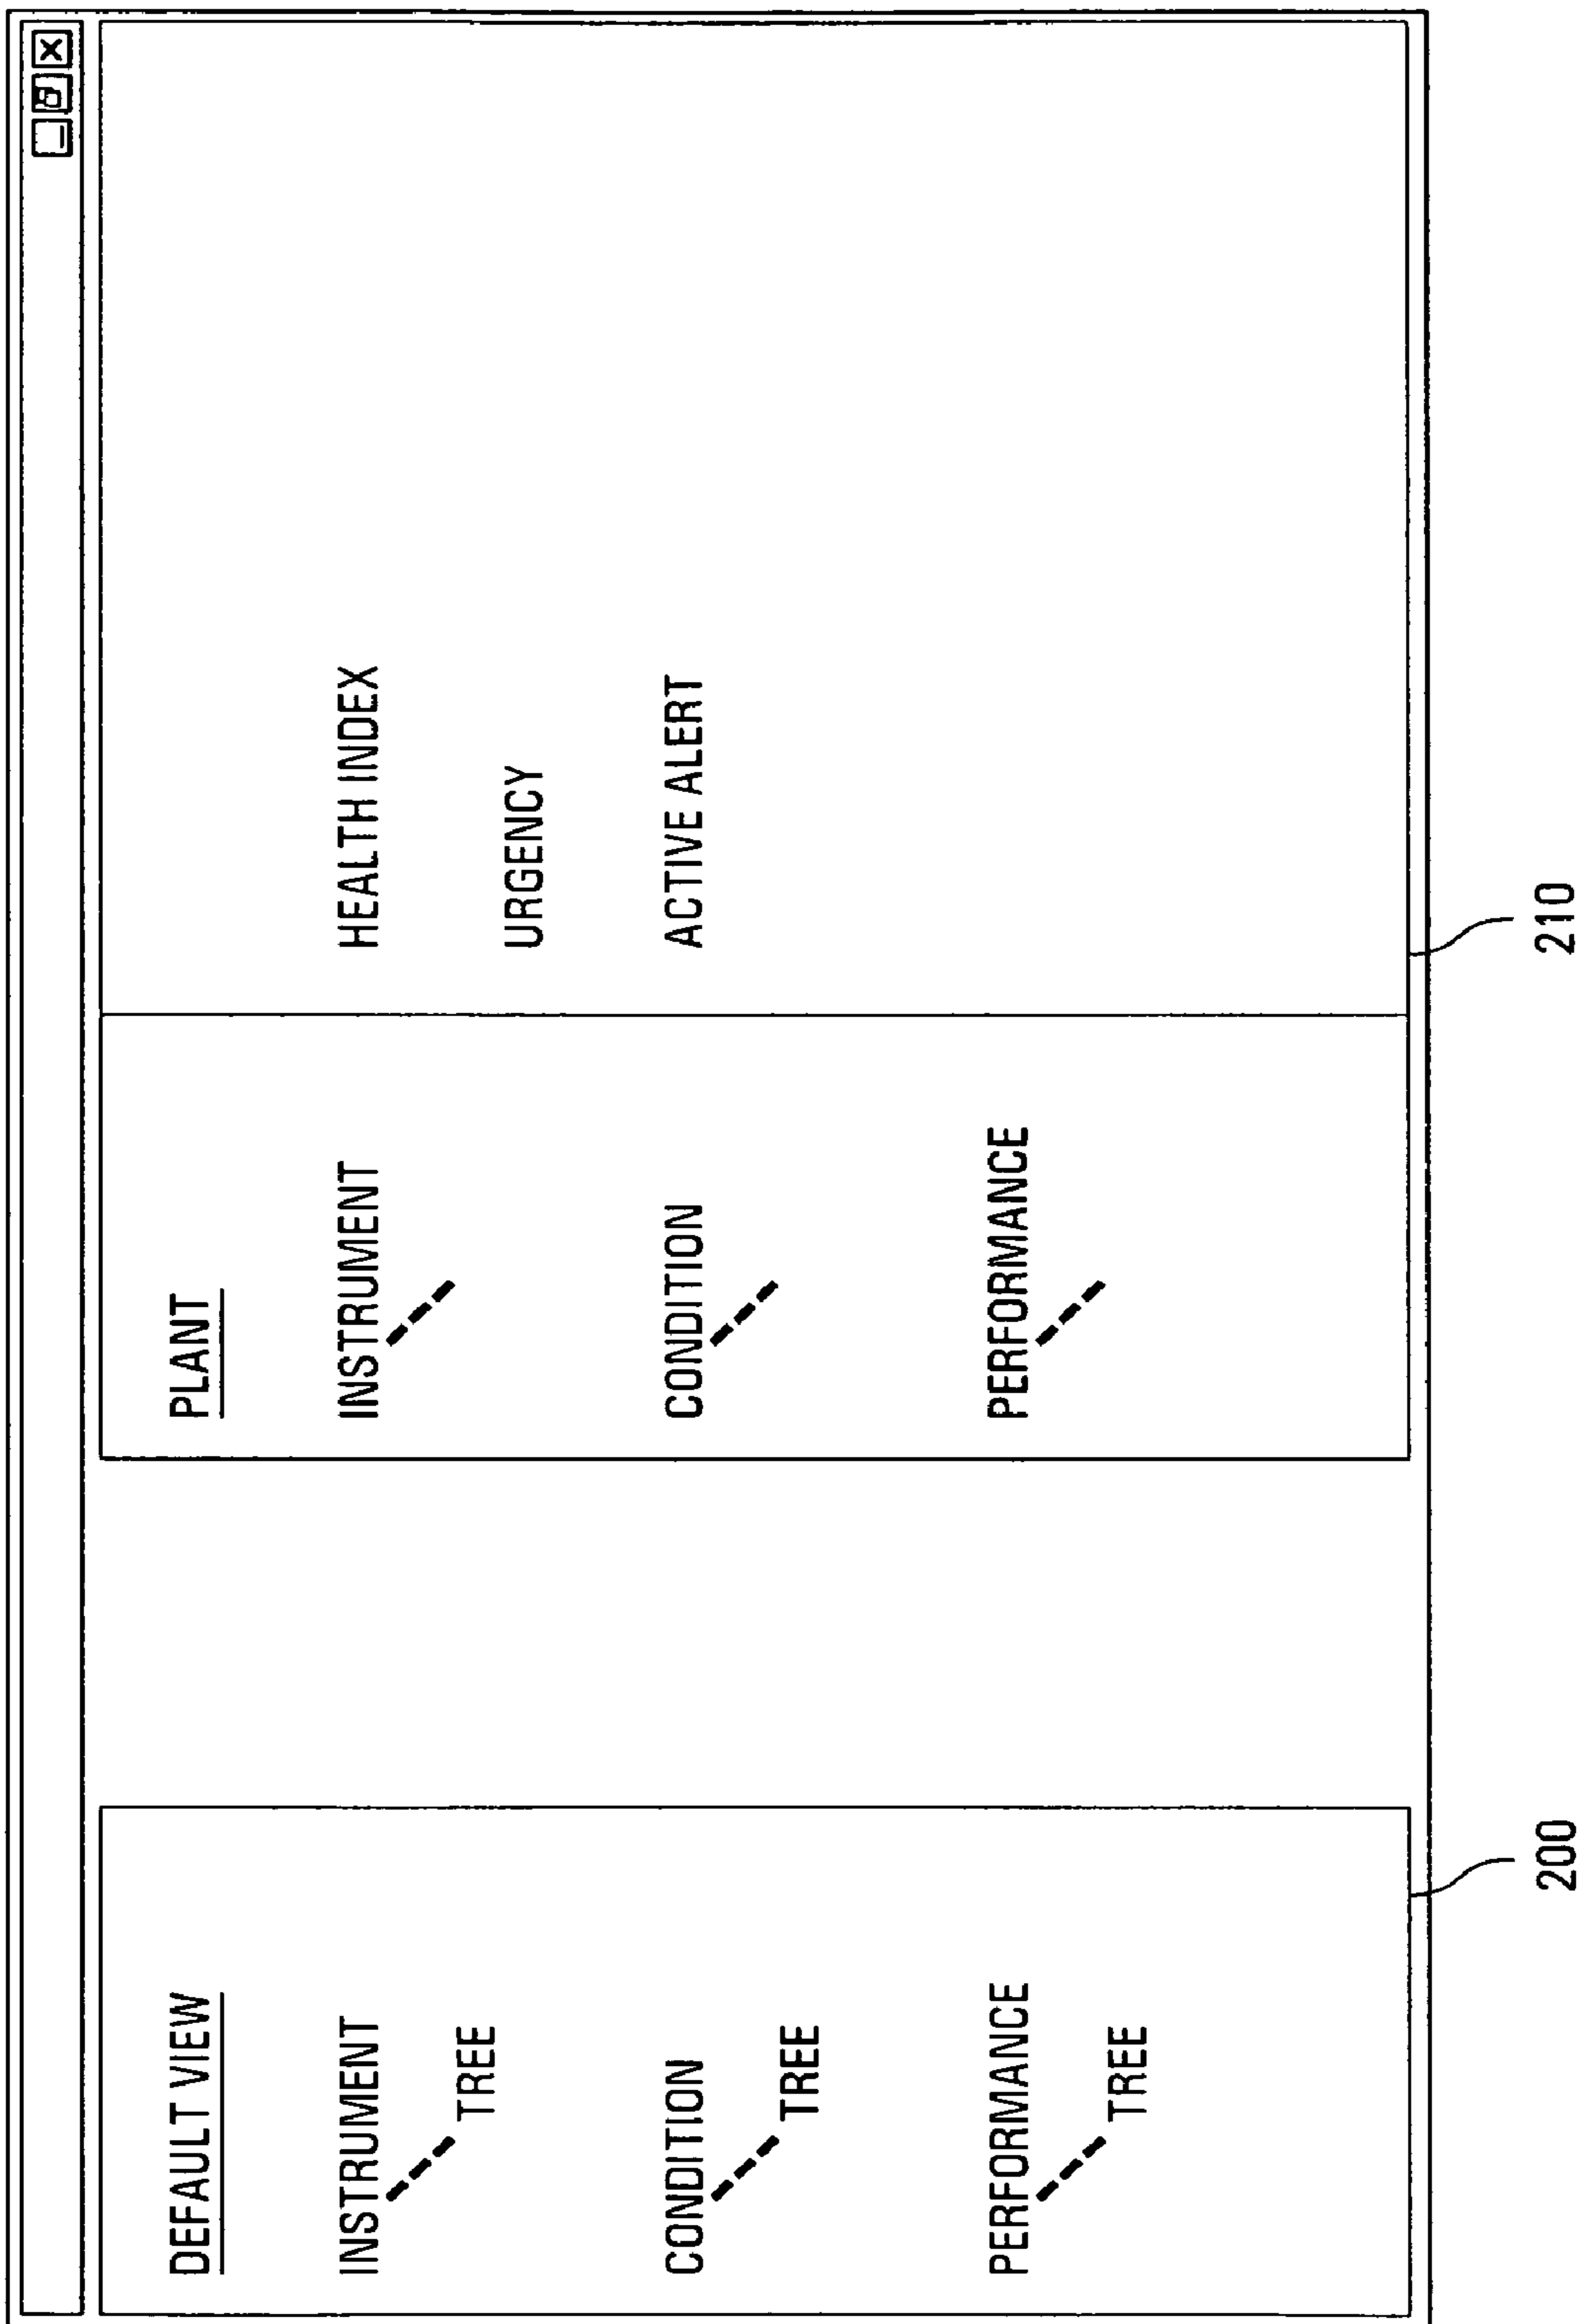 DEFAULT VIEW
INSTRUMENT
TREE
CONDITION
TREE
PERFORMANCE
TREE
PLANT
INSTRUMENT
CONDITION
PERFORMANCE
HEALTH INDEX
URGENCY
ACTIVE ALERT
200
210